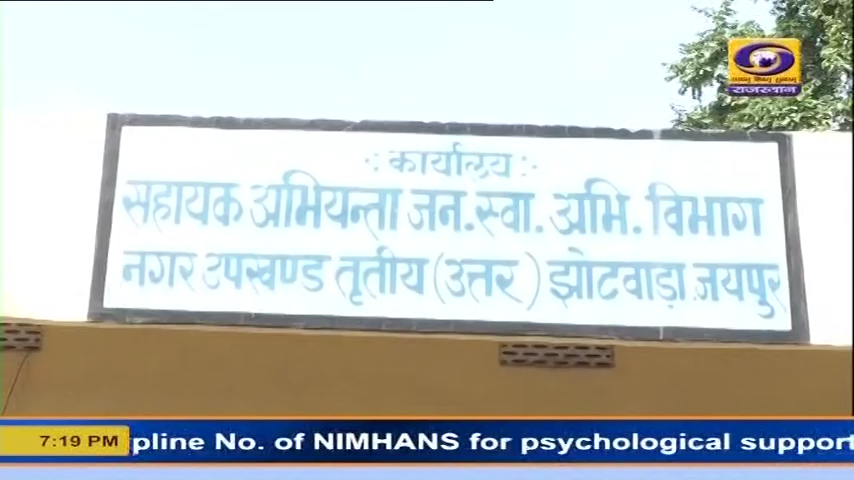 राजस्थान
:कार्यालय:
सहायक अभियन्ता जन.स्वा.अभि.विभाग
नगर उपखण्ड तृतीय(उत्तर) झोटवाड़ा जयपुर
7:19 PM pline No. of NIMHANS for psychological support